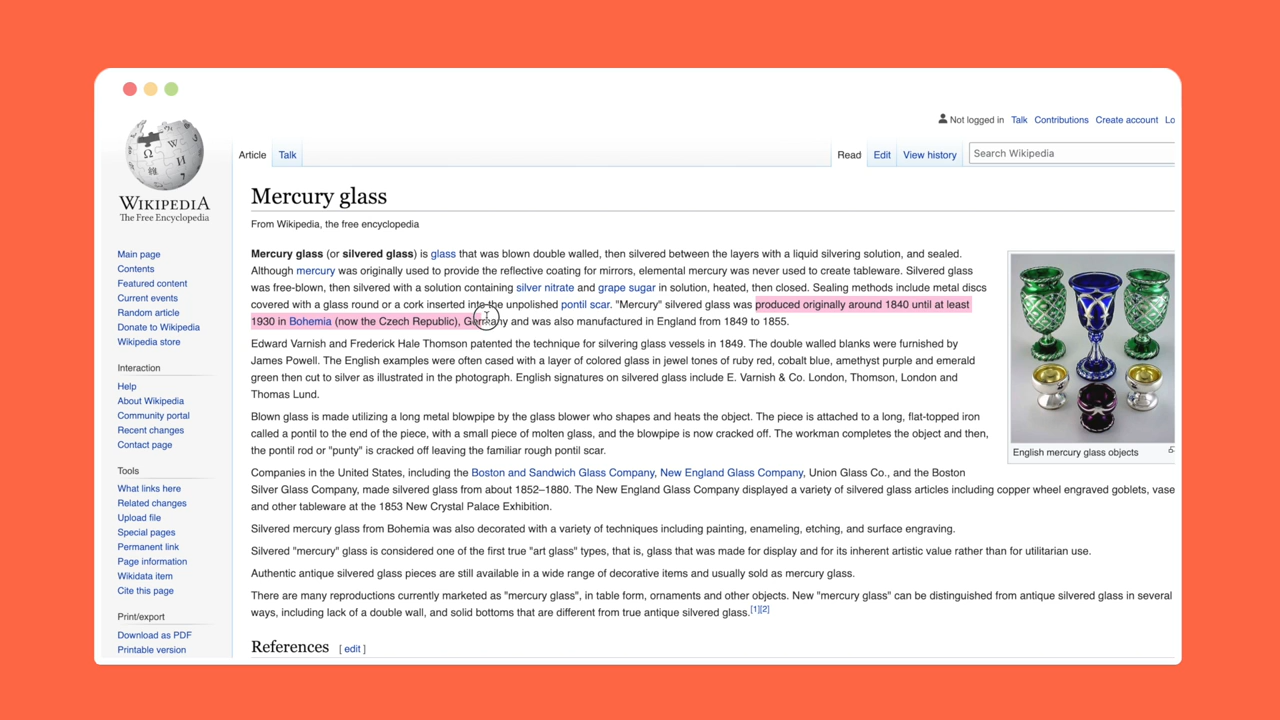 Not logged in Talk Contributions Create account Lo
Article Talk Read Edit View history Search Wikipedia
WIKIPEDIA
The Free Encyclopedia
Main page
Contents
Featured content
Current events
Random article
Donate to Wikipedia
Wikipedia store
Interaction
Help
About Wikipedia
Community portal
Recent changes
Contact page
Tools
What links here
Related changes
Upload file
Special pages
Permanent link
Page information
Wikidata item
Cite this page
Print/export
Download as PDF
Printable version
Mercury glass
From Wikipedia, the free encyclopedia
Mercury glass (or silvered glass) is glass that was blown double walled, then silvered between the layers with a liquid silvering solution, and sealed.
Although mercury was originally used to provide the reflective coating for mirrors, elemental mercury was never used to create tableware. Silvered glass
was free-blown, then silvered with a solution containing silver nitrate and grape sugar in solution, heated, then closed. Sealing methods include metal discs
covered with a glass round or a cork inserted into the unpolished pontil scar. "Mercury" silvered glass was produced originally around 1840 until at least
1930 in Bohemia (now the Czech Republic), Germany and was also manufactured in England from 1849 to 1855.
Edward Varnish and Frederick Hale Thomson patented the technique for silvering glass vessels in 1849. The double walled blanks were furnished by
James Powell. The English examples were often cased with a layer of colored glass in jewel tones of ruby red, cobalt blue, amethyst purple and emerald
green then cut to silver as illustrated in the photograph. English signatures on silvered glass include E. Varnish & Co. London, Thomson, London and
Thomas Lund.
Blown glass is made utilizing a long metal blowpipe by the glass blower who shapes and heats the object. The piece is attached to a long, flat-topped iron
called a pontil to the end of the piece, with a small piece of molten glass, and the blowpipe is now cracked off. The workman completes the object and then,
the pontil rod or "punty" is cracked off leaving the familiar rough pontil scar.
English mercury glass objects
Companies in the United States, including the Boston and Sandwich Glass Company, New England Glass Company, Union Glass Co., and the Boston
Silver Glass Company, made silvered glass from about 1852–1880. The New England Glass Company displayed a variety of silvered glass articles including copper wheel engraved goblets, vase
and other tableware at the 1853 New Crystal Palace Exhibition.
Silvered mercury glass from Bohemia was also decorated with a variety of techniques including painting, enameling, etching, and surface engraving.
Silvered "mercury" glass is considered one of the first true "art glass" types, that is, glass that was made for display and for its inherent artistic value rather than for utilitarian use.
Authentic antique silvered glass pieces are still available in a wide range of decorative items and usually sold as mercury glass.
There are many reproductions currently marketed as "mercury glass", in table form, ornaments and other objects. New "mercury glass" can be distinguished from antique silvered glass in several
ways, including lack of a double wall, and solid bottoms that are different from true antique silvered glass.[1][2]
References [ edit ]